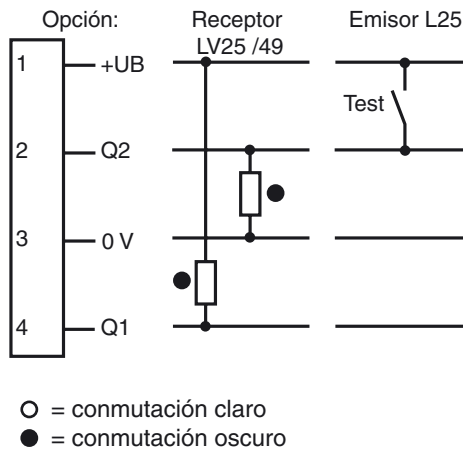 Opción:
Receptor
LV25 /49
Emisor L25
1
+UB
Test
2
Q2
3
0 V
4
Q1
= conmutación claro
= conmutación oscuro